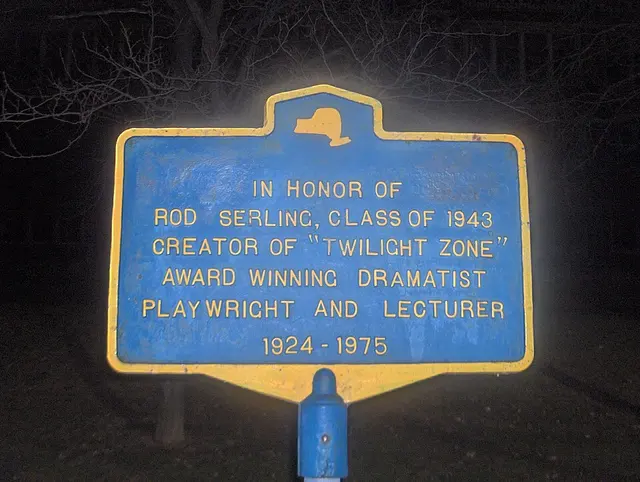 IN HONOR OF
ROD SERLING, CLASS OF 1943
CREATOR OF "TWILIGHT ZONE"
AWARD WINNING DRAMATIST
PLAYWRIGHT AND LECTURER
1924 - 1975